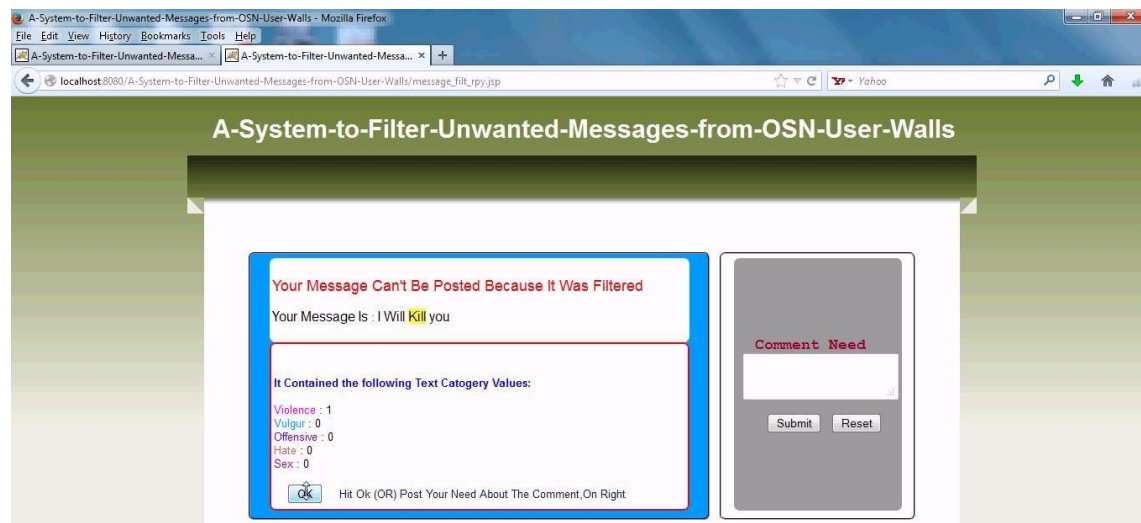 A-System-to-Filter-Unwanted-Messages-from-OSN-User-Walls - Mozilla Firefox
File Edit View History Bookmarks Tools Help
A-System-to-Filter-Unwanted-Messa... × A-System-to-Filter-Unwanted-Messa... × +
localhost:8080/A-System-to-Filter-Unwanted-Messages-from-OSN-User-Walls/message_filt_rpy.jsp Yahoo
A-System-to-Filter-Unwanted-Messages-from-OSN-User-Walls
Your Message Can't Be Posted Because It Was Filtered
Your Message Is : I Will Kill you
It Contained the following Text Catogery Values:
Violence : 1
Vulgur : 0
Offensive : 0
Hate : 0
Sex : 0
OK Hit Ok (OR) Post Your Need About The Comment,On Right
Comment Need
Submit Reset